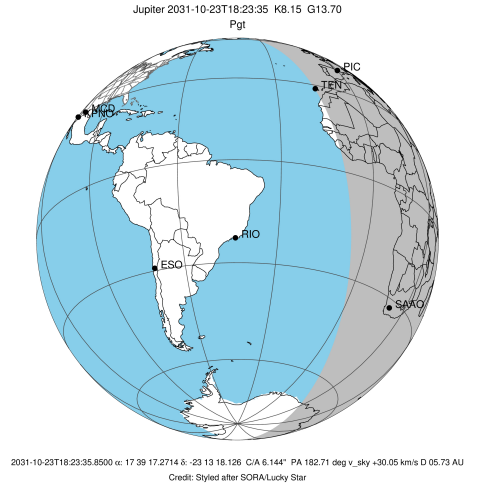 Jupiter 2031-10-23T18:23:35 K8.15 G13.70
Pgt
PIC
TEN
MCD
PNO
RIO
ESO
SAAO
2031-10-23T18:23:35.8500 α: 17 39 17.2714 δ: -23 13 18.126 C/A 6.144" PA 182.71 deg v_sky +30.05 km/s D 05.73 AU
Credit: Styled after SORA/Lucky Star